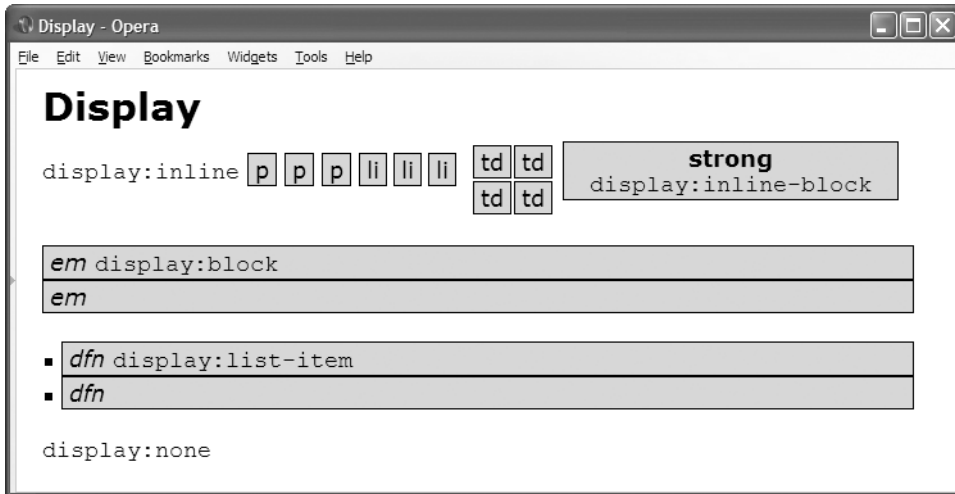 Display - Opera
File Edit View Bookmarks Widgets Tools Help
Display
display:inline p p p li li li td td strong
td td display:inline-block
em display:block
em
dfn display:list-item
dfn
display:none